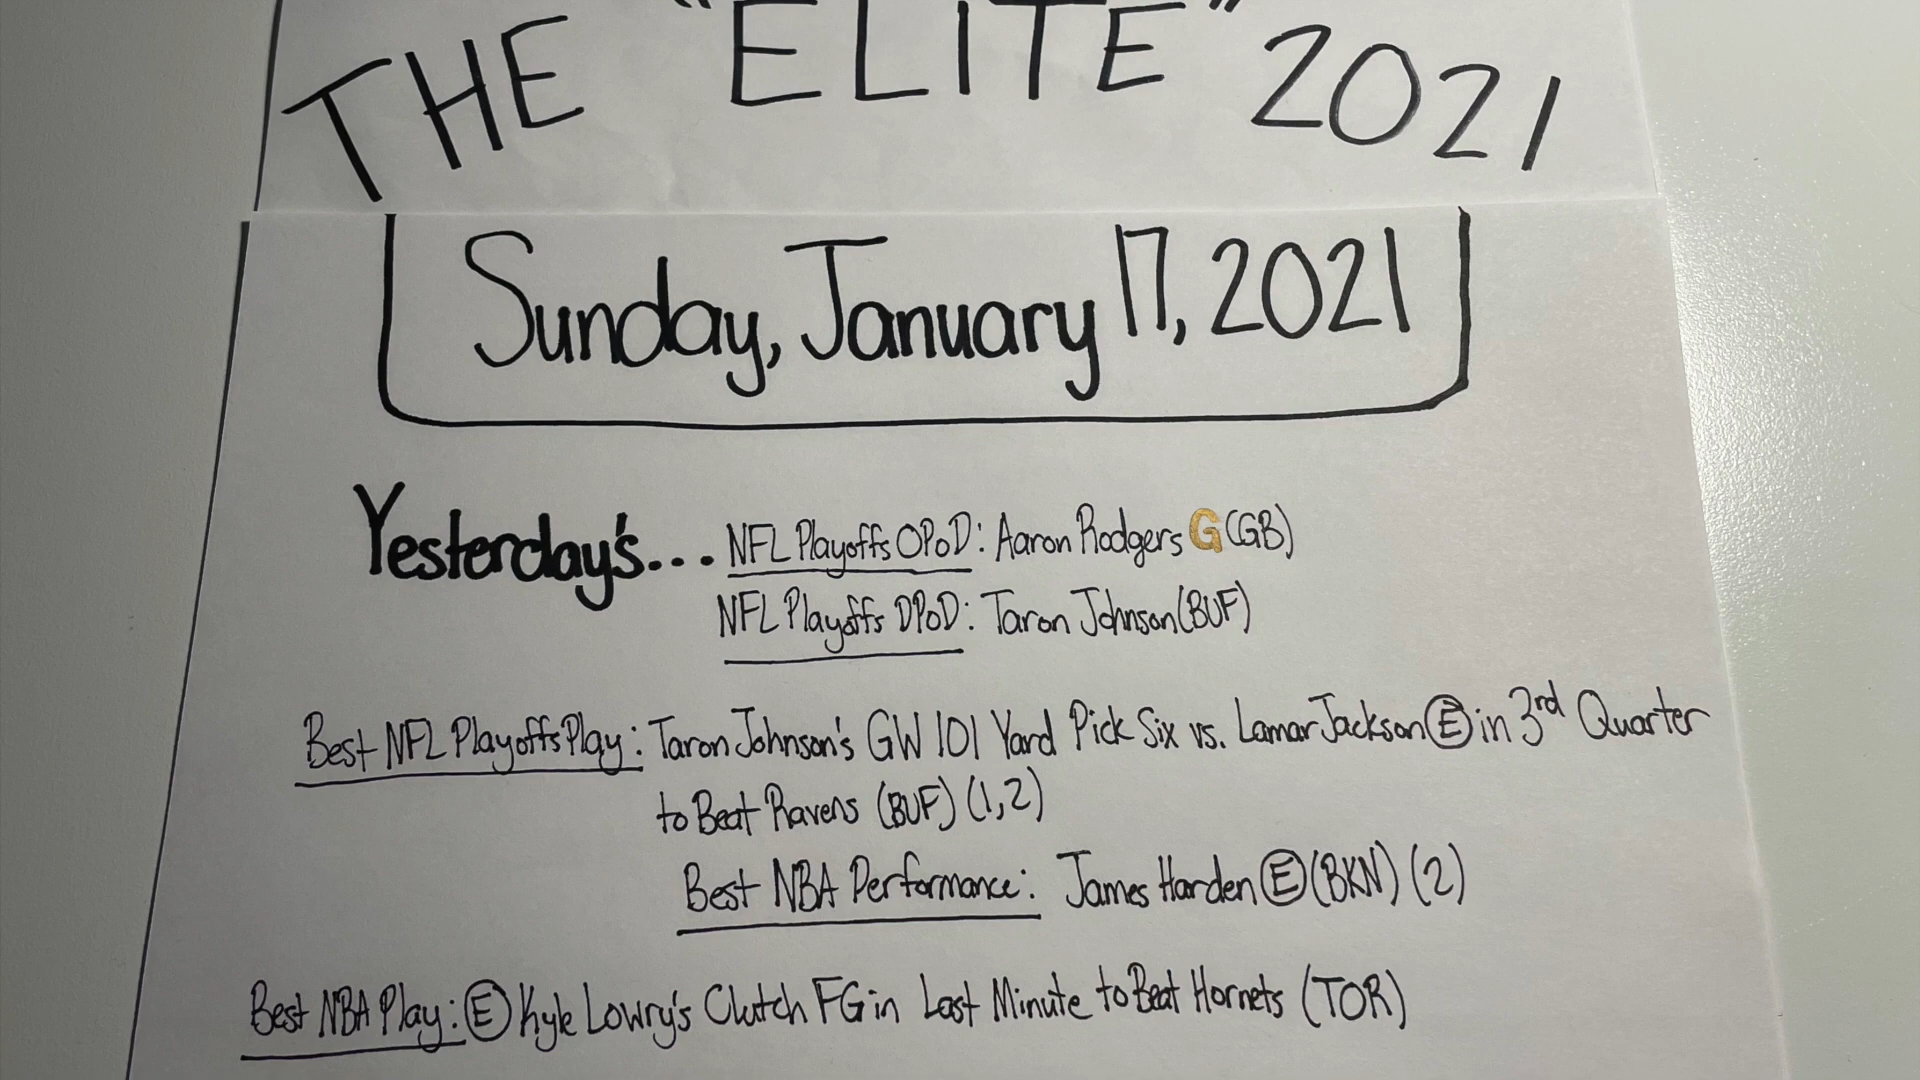 THE "ELITE" 2021
Sunday, January 17, 2021
Yesterday's... NFL Playoffs OPoD: Aaron Rodgers G (GB)
NFL Playoffs DPoD: Taron Johnson (BUF)
Best NFL Playoffs Play: Taron Johnson's GW 101 Yard Pick Six vs. Lamar Jackson Ⓔ in 3rd Quarter
to Beat Ravens (BUF) (1,2)
Best NBA Performance: James Harden Ⓔ (BKN) (2)
Best NBA Play: Ⓔ Kyle Lowry's Clutch FG in Last Minute to Beat Hornets (TOR)